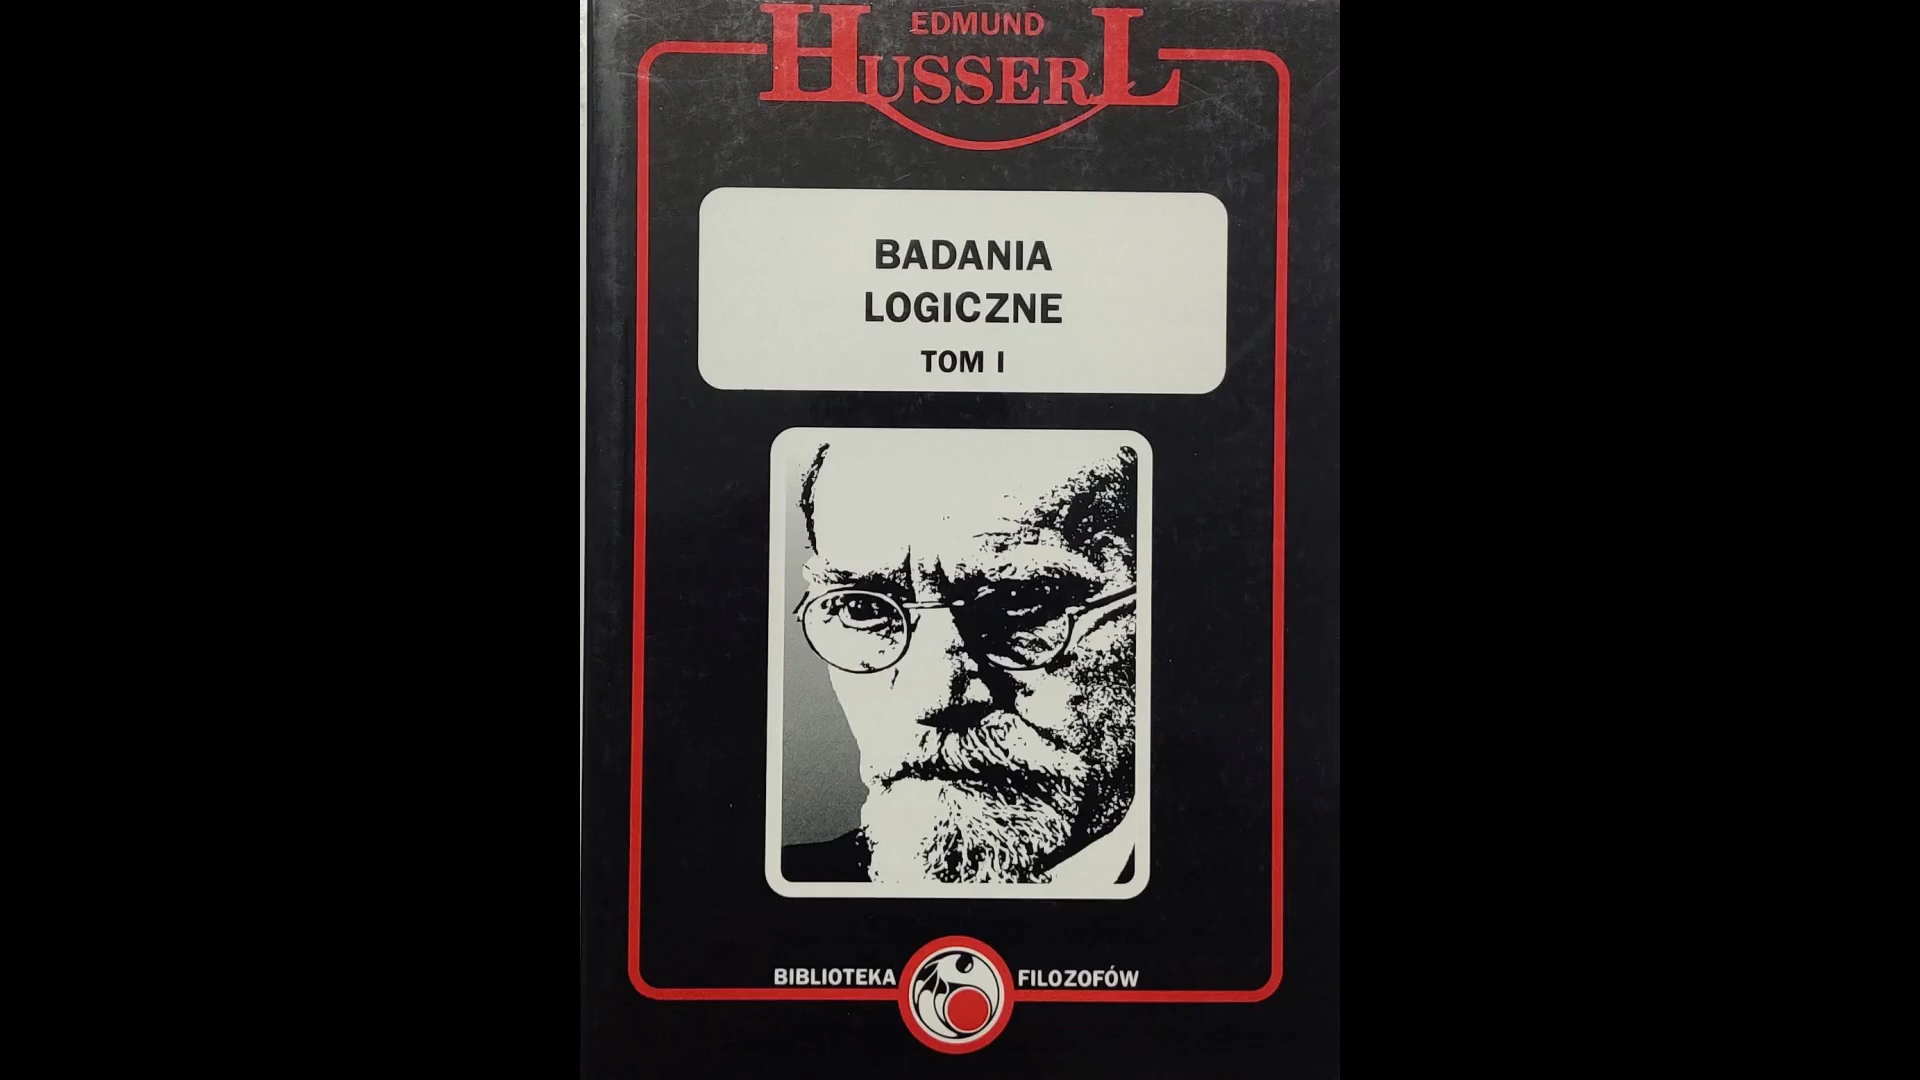 EDMUND
HUSSERL
BADANIA
LOGICZNE
TOM I
BIBLIOTEKA FILOZOFÓW